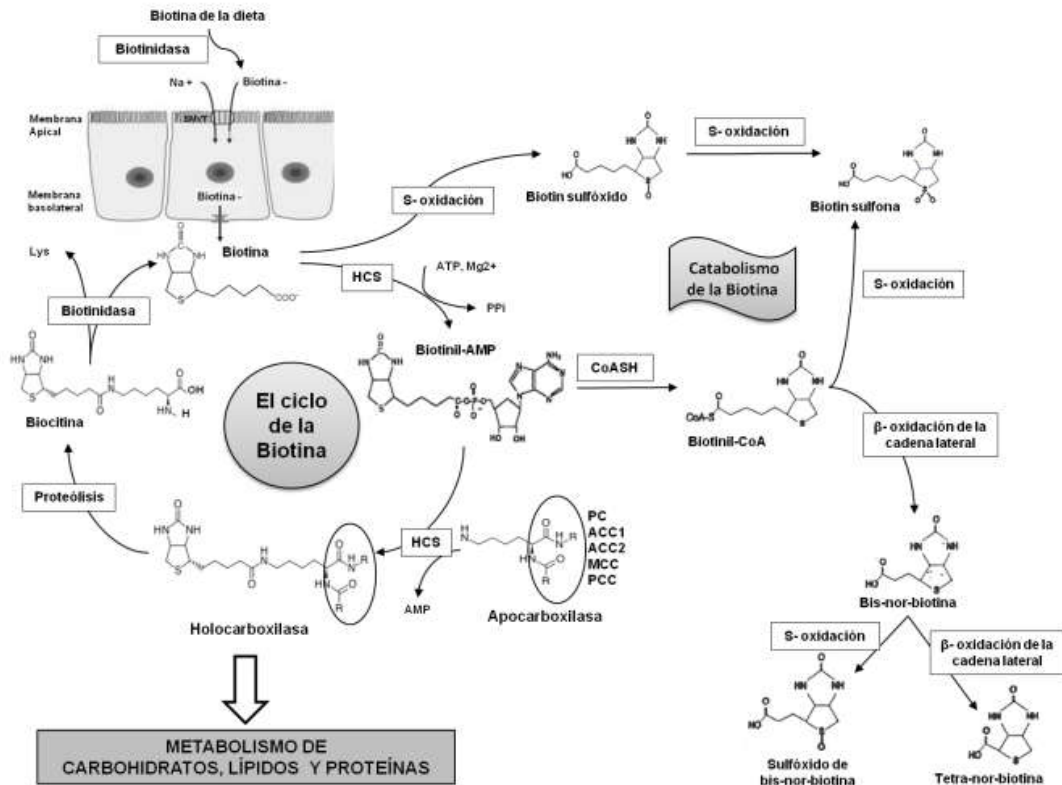 Biotina de la dieta
Biotinidasa
Na +
Biotina -
Membrana
Apical
SMVT
Biotina -
Membrana
basolateral
Biotina
S- oxidación
Biotin sulfóxido
S- oxidación
Biotin sulfona
Lys
Biotinidasa
HCS
ATP, Mg2+
PPi
Catabolismo
de la Biotina
S- oxidación
Biotinil-AMP
CoASH
Biotinil-CoA
Biocitina
El ciclo
de la
Biotina
β- oxidación de la
cadena lateral
Proteólisis
HCS
AMP
PC
ACC1
ACC2
MCC
PCC
Holocarboxilasa
Apocarboxilasa
Bis-nor-biotina
S- oxidación
β- oxidación de la
cadena lateral
Sulfóxido de
bis-nor-biotina
Tetra-nor-biotina
METABOLISMO DE
CARBOHIDRATOS, LÍPIDOS Y PROTEÍNAS